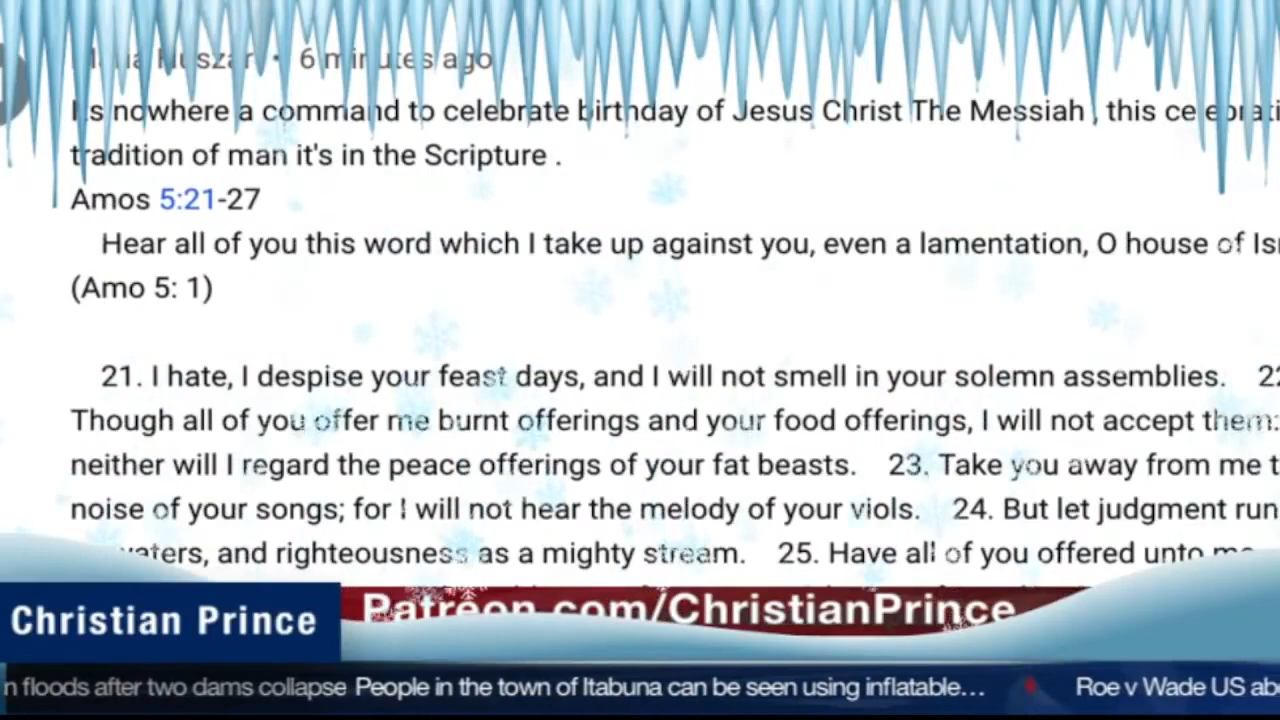 Huszar • 6 minutes ago
nowhere a command to celebrate birthday of Jesus Christ The Messiah , this
tradition of man it's in the Scripture .
Amos 5:21-27
Hear all of you this word which I take up against you, even a lamentation, O house of
(Amo 5: 1)
21. I hate, I despise your feast days, and I will not smell in your solemn assemblies. 22
Though all of you offer me burnt offerings and your food offerings, I will not accept them:
neither will I regard the peace offerings of your fat beasts. 23. Take you away from me
noise of your songs; for I will not hear the melody of your viols. 24. But let judgment run
waters, and righteousness as a mighty stream. 25. Have all of you offered unto me
Christian Prince
Patreon.com/ChristianPrince
n floods after two dams collapse People in the town of Itabuna can be seen using inflatable... Roe v Wade US